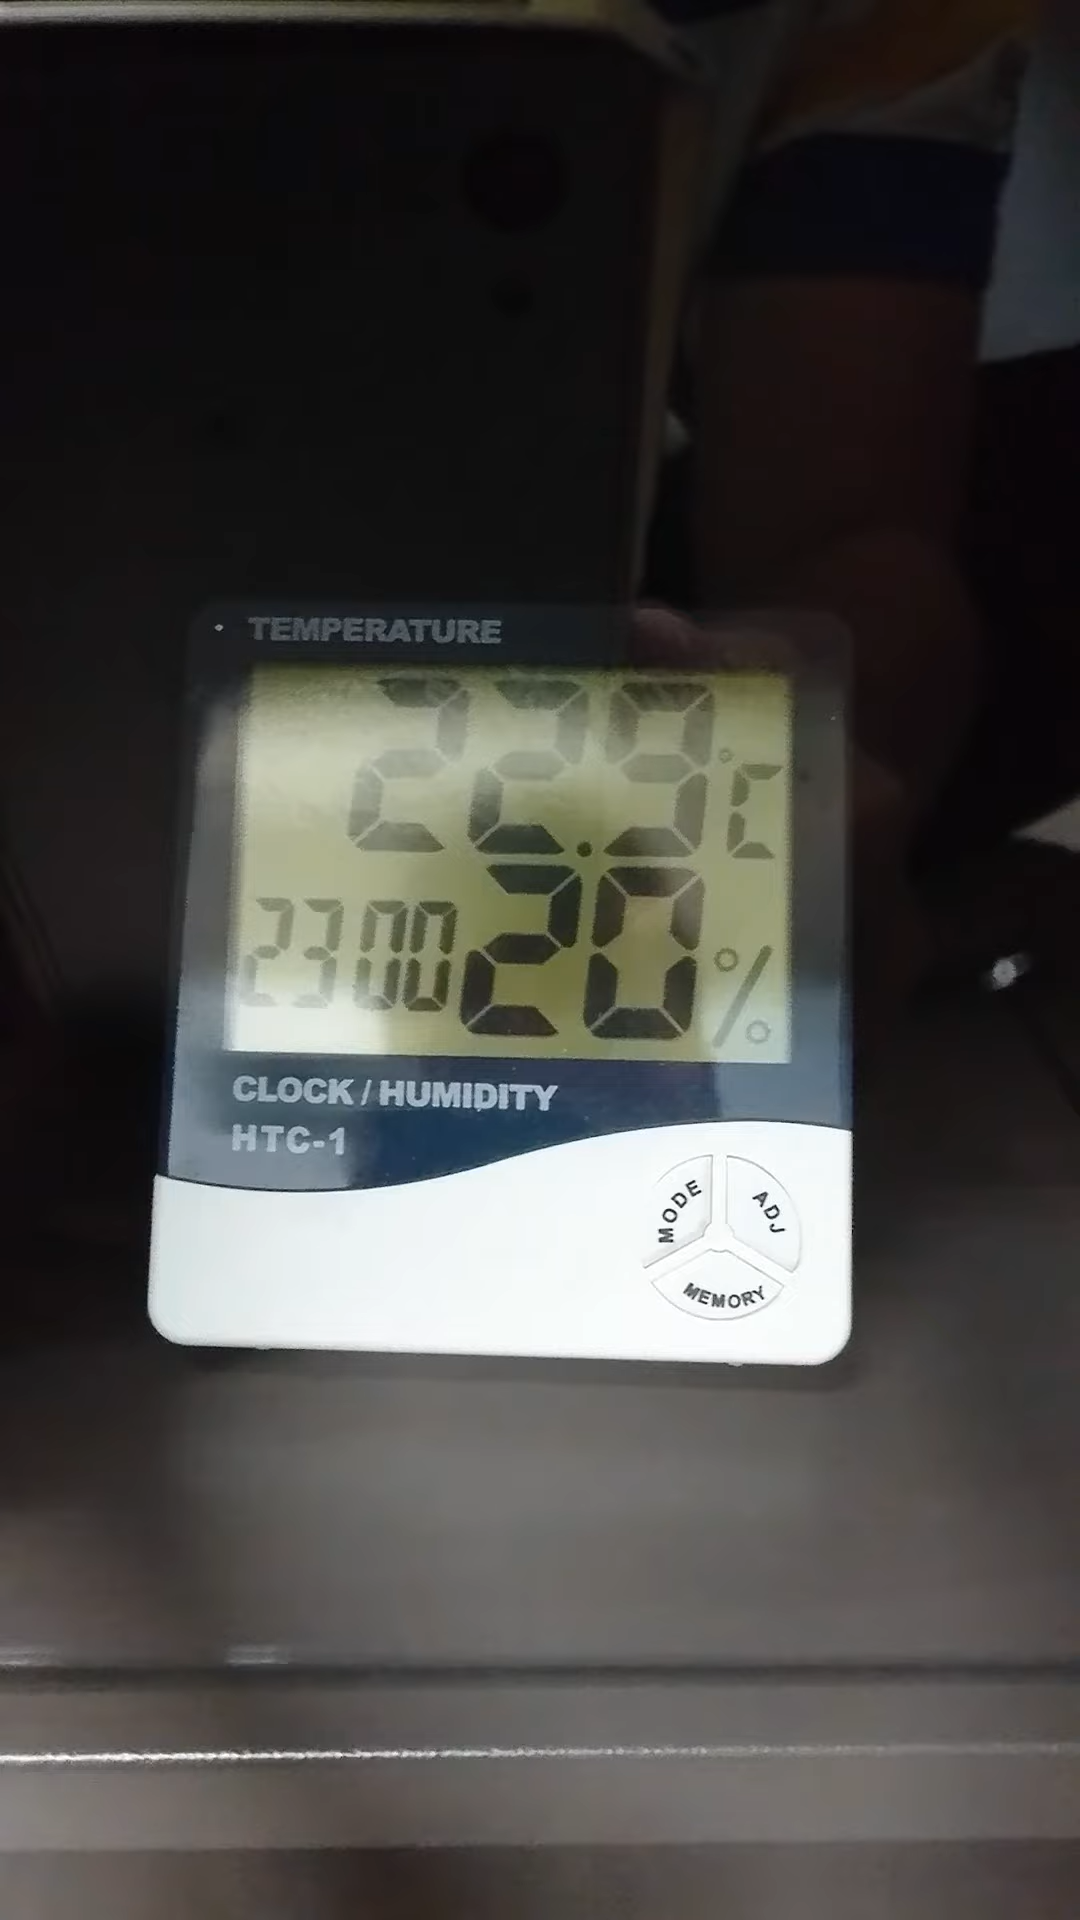 TEMPERATURE
22.9°C
23 00 20%
CLOCK / HUMIDITY
HTC-1
MODE ADJ
MEMORY